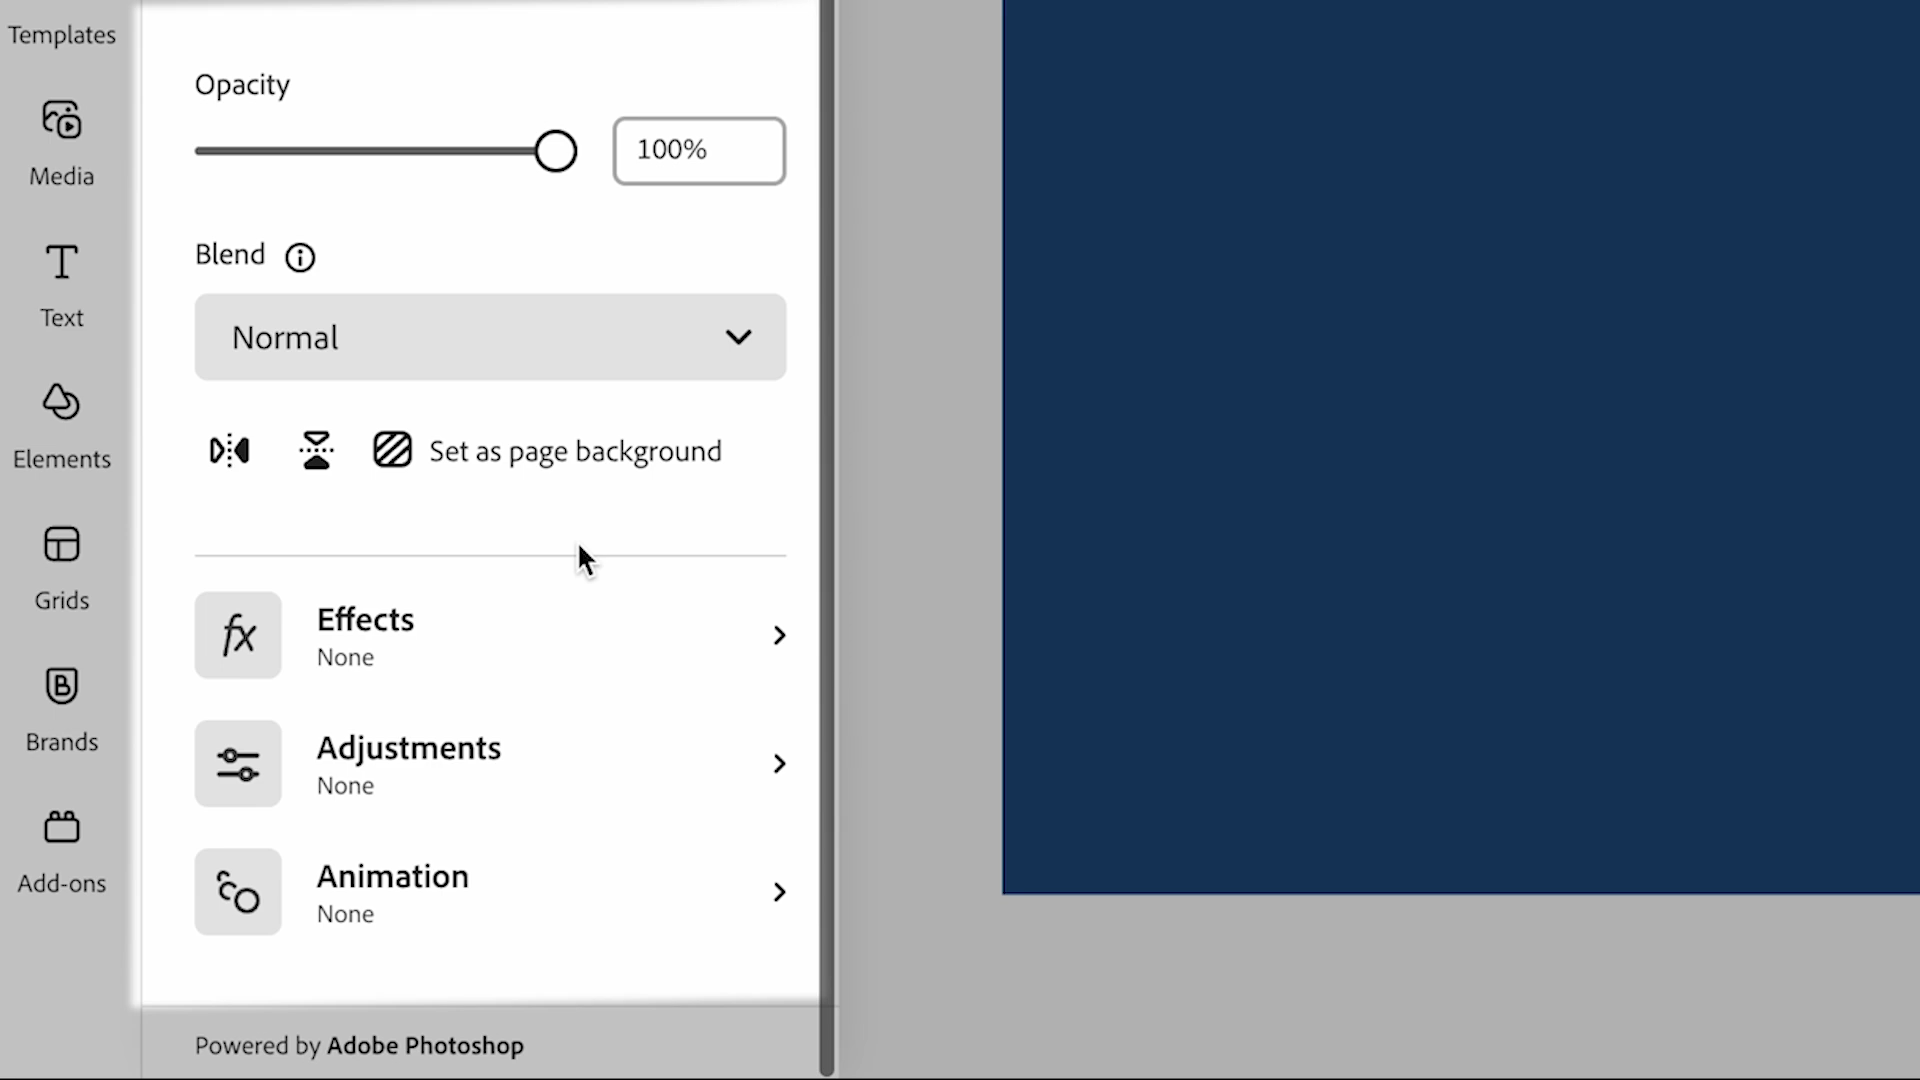 Templates
Media
Text
Elements
Grids
Brands
Add-ons
Opacity
100%
Blend
Normal
Set as page background
Effects
None
Adjustments
None
Animation
None
Powered by Adobe Photoshop